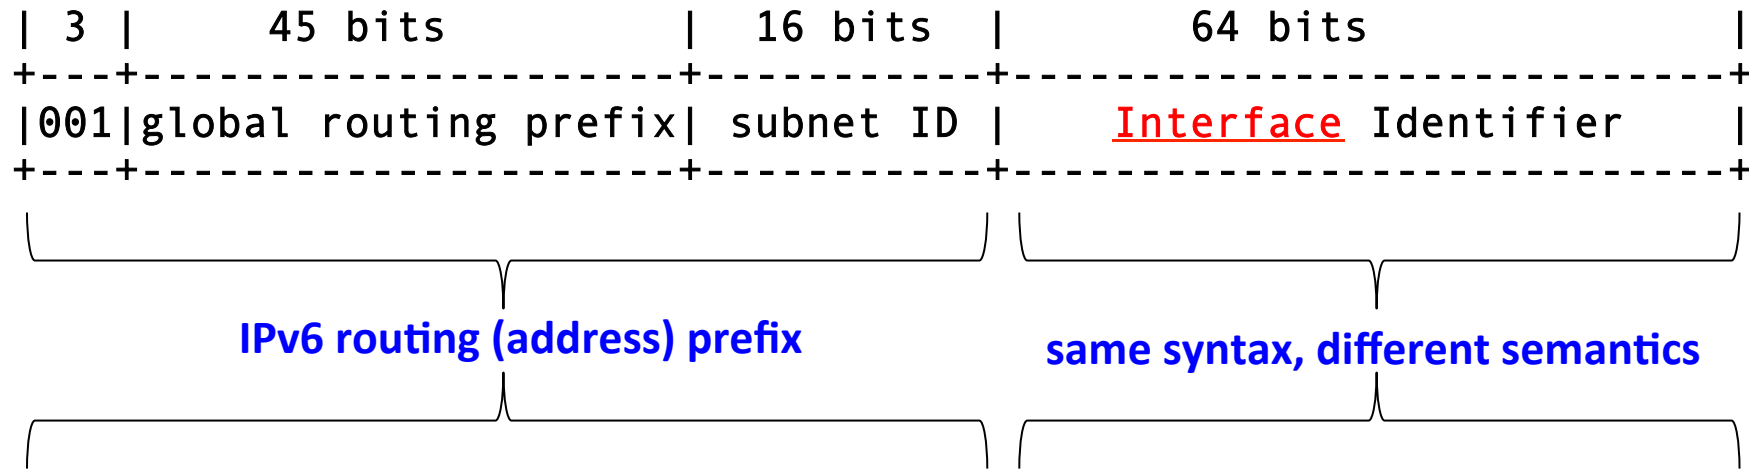 | 3 | 45 bits | 16 bits | 64 bits |
+---+---------------------+-----------+----------------------------+
|001|global routing prefix| subnet ID | Interface Identifier |
+---+---------------------+-----------+----------------------------+
IPv6 routing (address) prefix
same syntax, different semantics